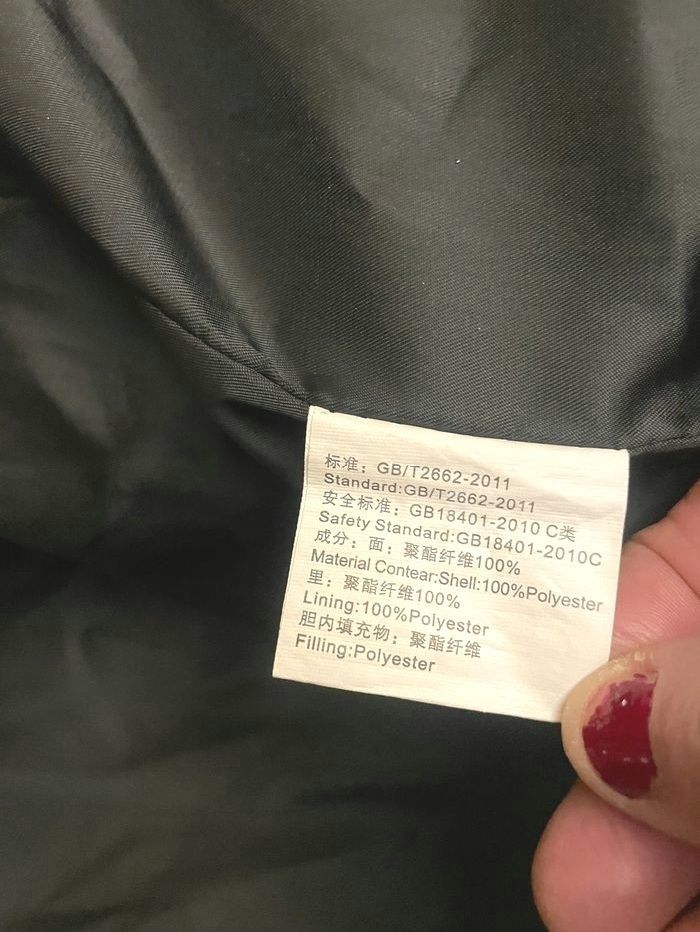 标准：GB/T2662-2011
Standard:GB/T2662-2011
安全标准：GB18401-2010 C类
Safety Standard:GB18401-2010C
成分：面：聚酯纤维100%
Material Contear:Shell:100%Polyester
里：聚酯纤维100%
Lining:100%Polyester
胆内填充物：聚酯纤维
Filling:Polyester